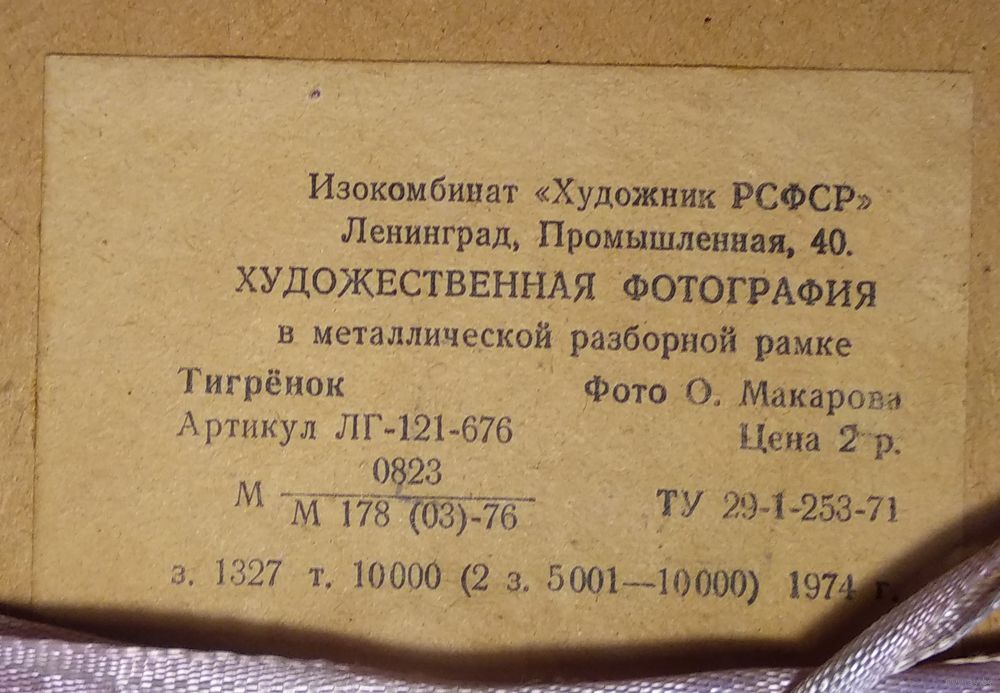 Изокомбинат «Художник РСФСР»
Ленинград, Промышленная, 40.
ХУДОЖЕСТВЕННАЯ ФОТОГРАФИЯ
в металлической разборной рамке
Тигрёнок Фото О. Макарова
Артикул ЛГ-121-676 Цена 2 р.
0823
М
М 178 (03)-76 ТУ 29-1-253-71
з. 1327 т. 10000 (2 з. 5001—10000) 1974 г.